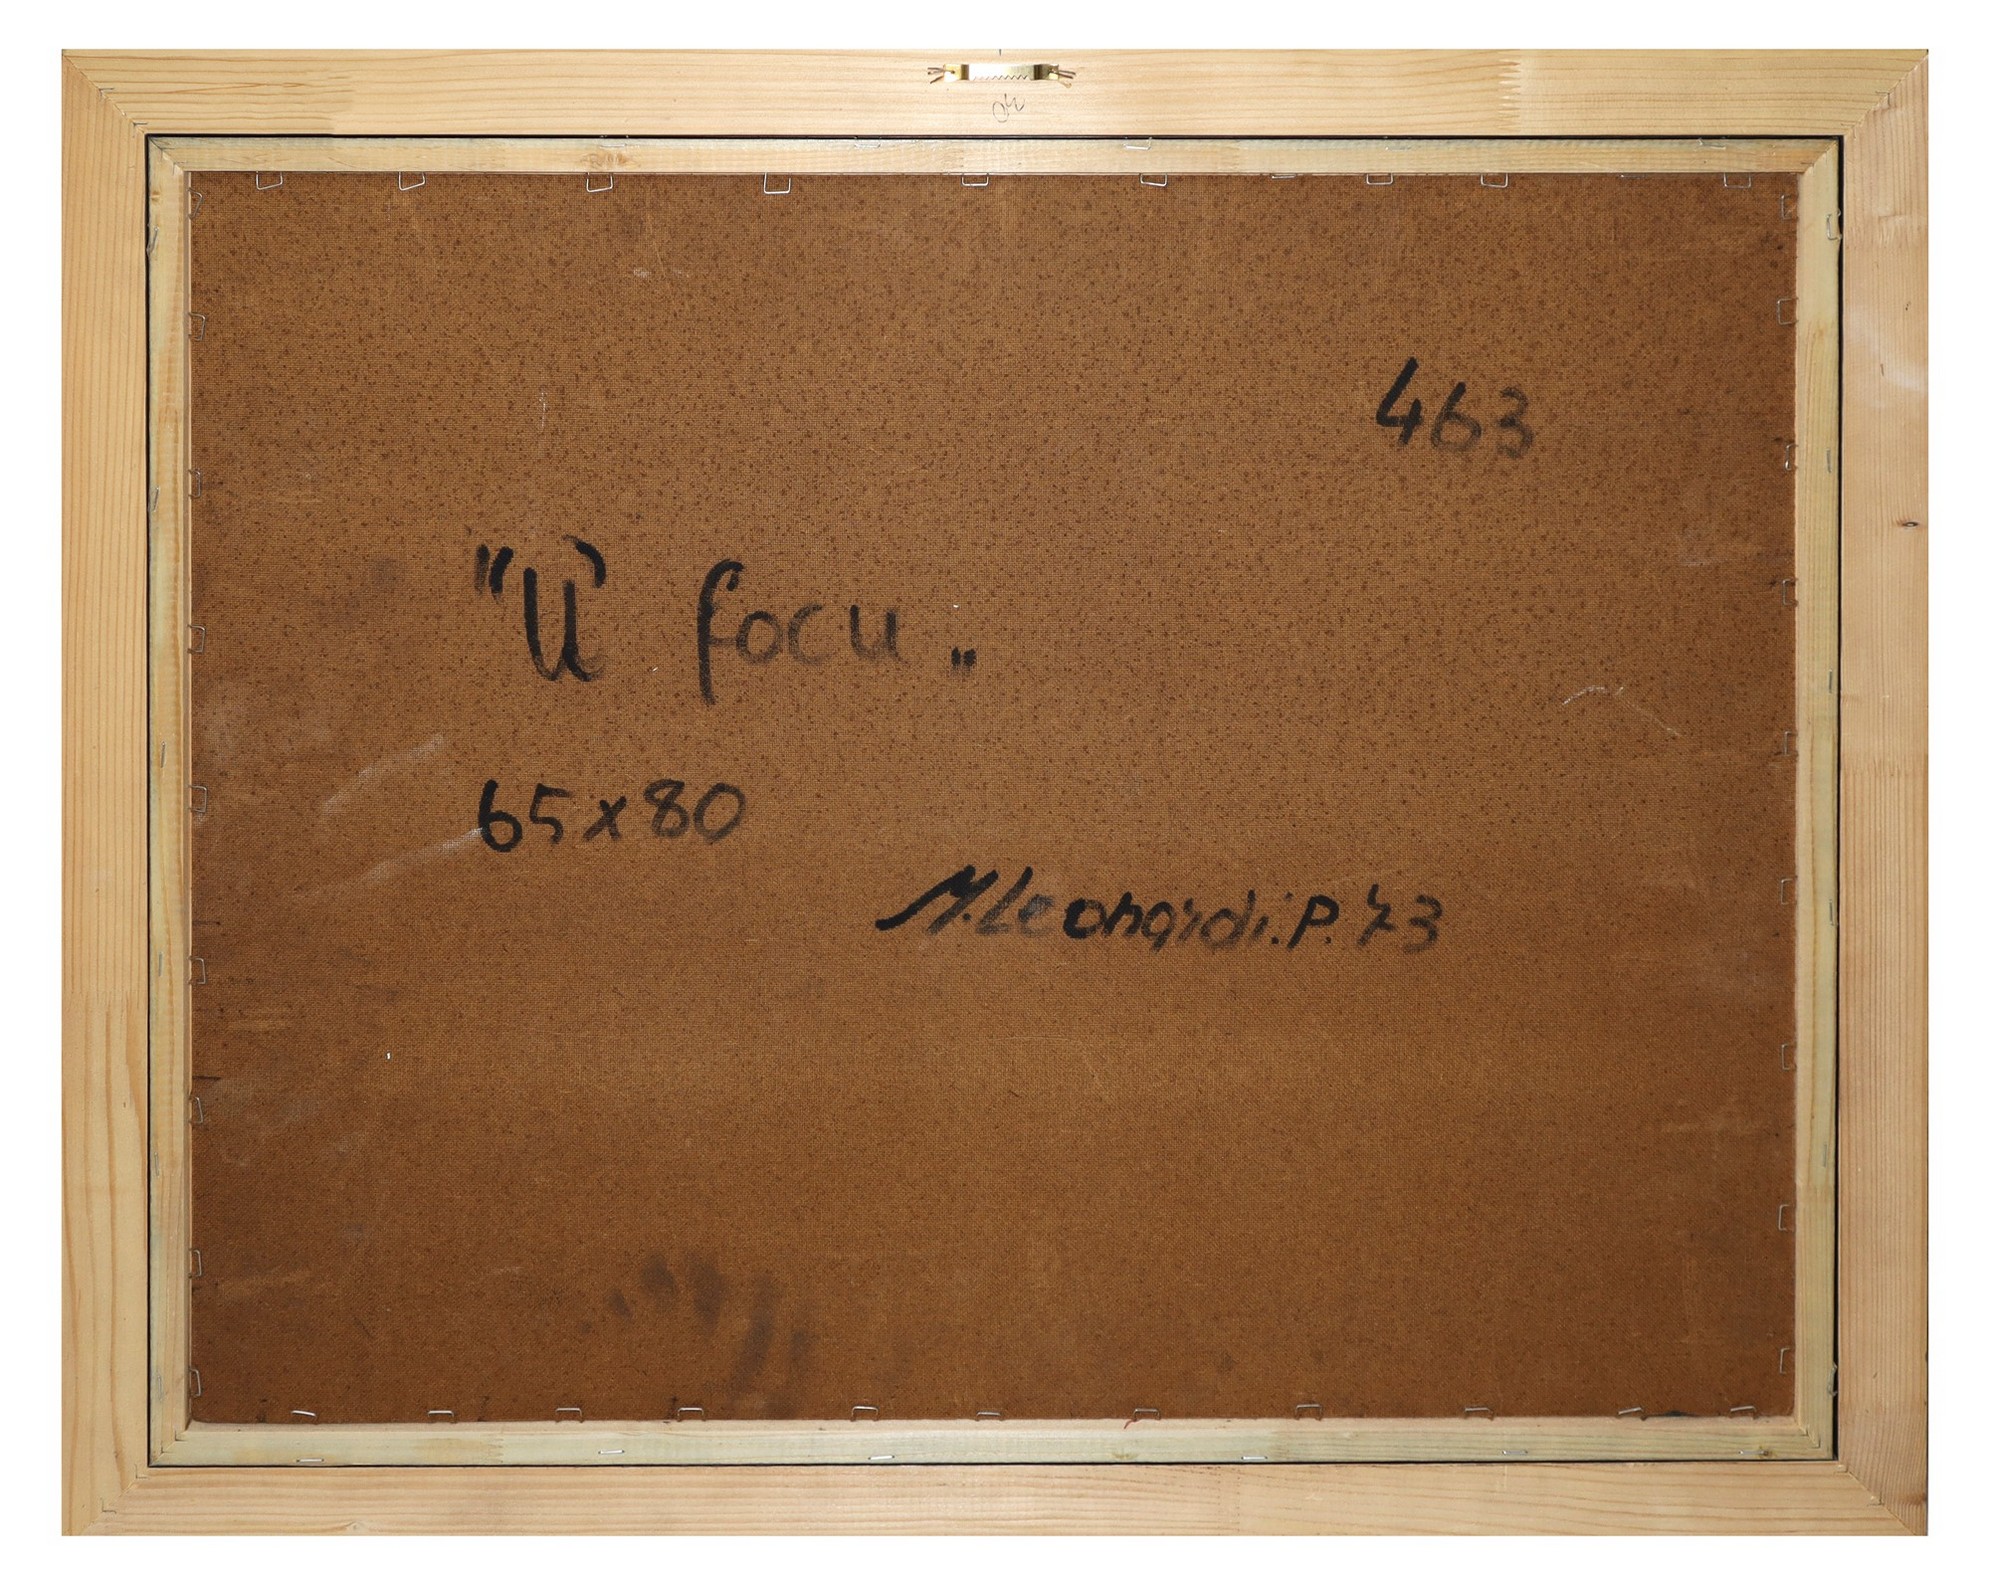 463
"Û focu„
65x80
M. Leonardi. P. 73